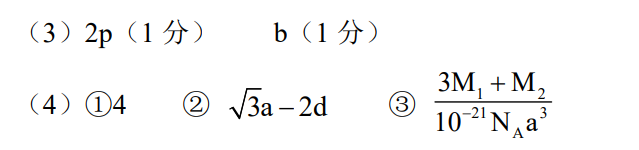 （3）2p（1 分） b（1 分）
（4）①4 ② √3a－2d ③ (3M₁+M₂)/(10⁻²¹N_Aa³)